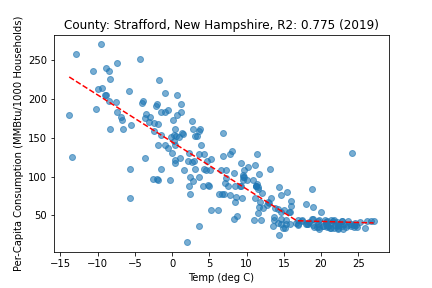 County: Strafford, New Hampshire, R2: 0.775 (2019)
Per-Capita Consumption (MMBtu/1000 Households)
250
200
150
100
50
−15 −10 −5 0 5 10 15 20 25
Temp (deg C)